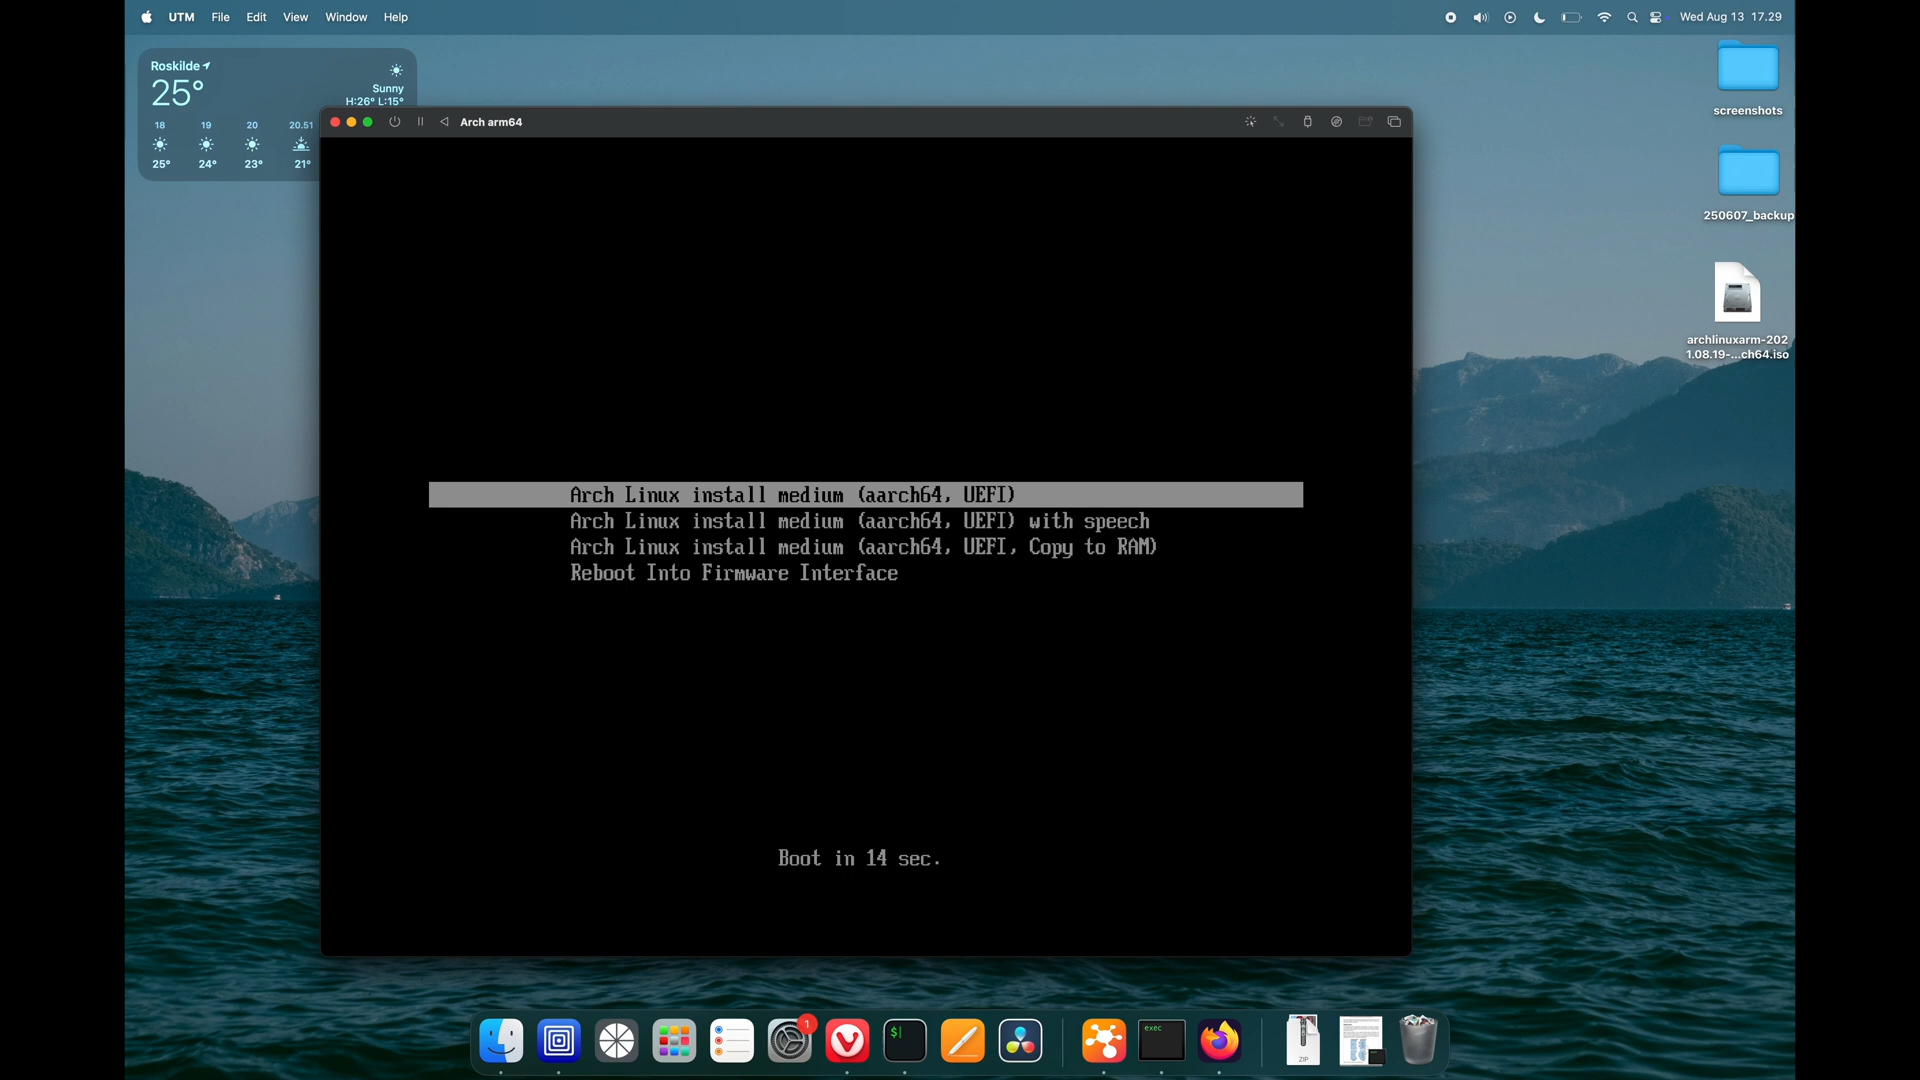 UTM File Edit View Window Help
Wed Aug 13 17.29
Roskilde
25°
Sunny
H:26° L:15°
18 19 20 20.51
25° 24° 23° 21°
Arch arm64
screenshots
250607_backup
archlinuxarm-202
1.08.19-...ch64.iso
Arch Linux install medium (aarch64, UEFI)
Arch Linux install medium (aarch64, UEFI) with speech
Arch Linux install medium (aarch64, UEFI, Copy to RAM)
Reboot Into Firmware Interface
Boot in 14 sec.
1
$
exec
ZIP